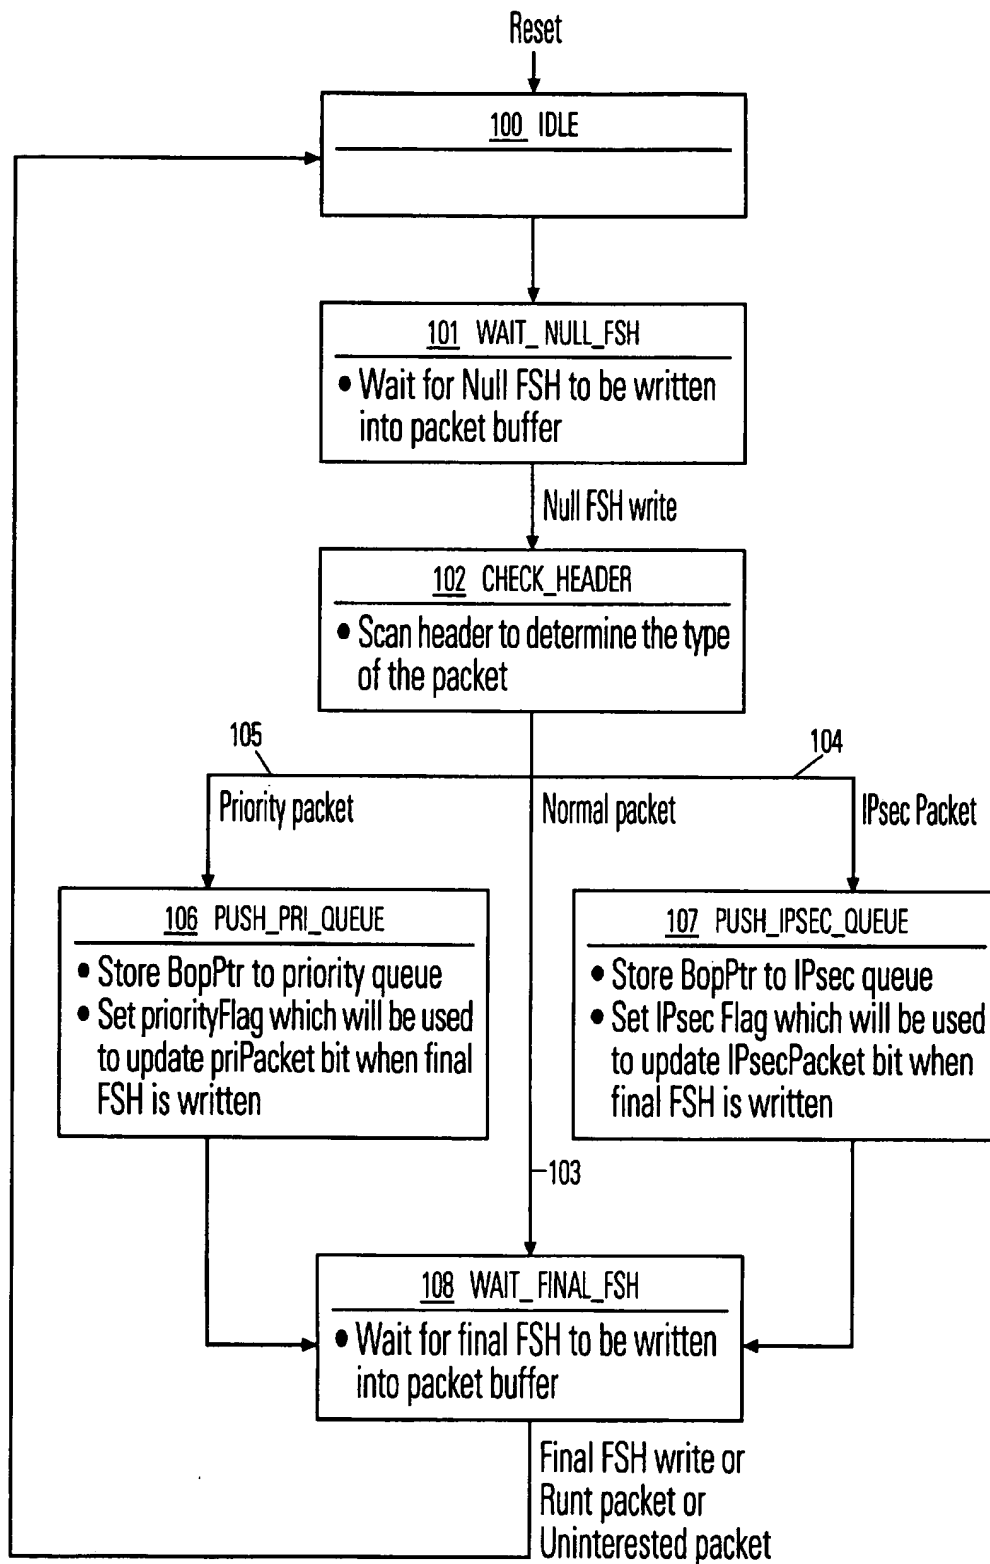 Reset
100 IDLE
101 WAIT_NULL_FSH
• Wait for Null FSH to be written
into packet buffer
Null FSH write
102 CHECK_HEADER
• Scan header to determine the type
of the packet
105
104
Priority packet
Normal packet
IPsec Packet
106 PUSH_PRI_QUEUE
• Store BopPtr to priority queue
• Set priorityFlag which will be used
to update priPacket bit when final
FSH is written
107 PUSH_IPSEC_QUEUE
• Store BopPtr to IPsec queue
• Set IPsec Flag which will be used
to update IPsecPacket bit when
final FSH is written
103
108 WAIT_FINAL_FSH
• Wait for final FSH to be written
into packet buffer
Final FSH write or
Runt packet or
Uninterested packet